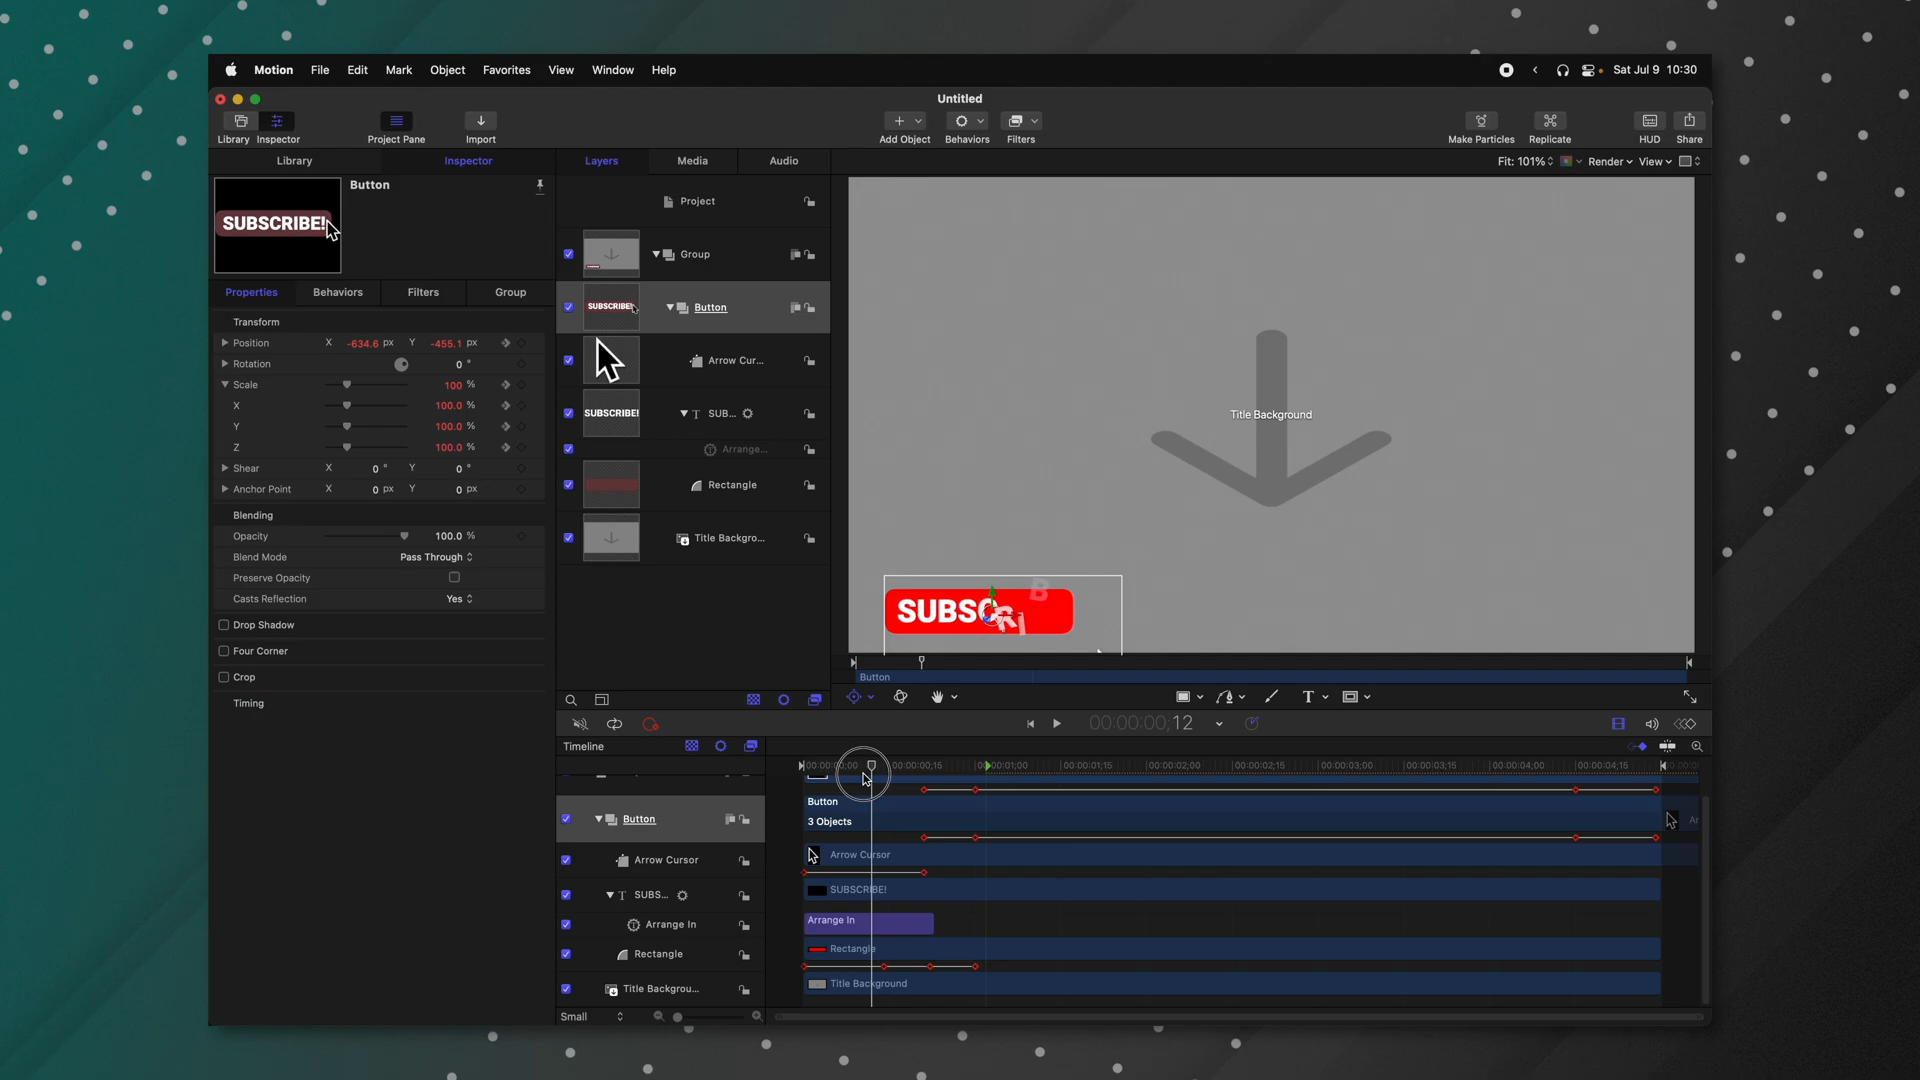 Motion File Edit Mark Object Favorites View Window Help
Sat Jul 9 10:30
Untitled
Library Inspector Project Pane Import
Add Object Behaviors Filters
Make Particles Replicate HUD Share
Library Inspector
Layers Media Audio
Fit: 101% Render View
Button
SUBSCRIBE!
Properties Behaviors Filters Group
Transform
Position X -634.6 px Y -455.1 px
Rotation 0 °
Scale 100 %
X 100.0 %
Y 100.0 %
Z 100.0 %
Shear X 0 ° Y 0 °
Anchor Point X 0 px Y 0 px
Blending
Opacity 100.0 %
Blend Mode Pass Through
Preserve Opacity
Casts Reflection Yes
Drop Shadow
Four Corner
Crop
Timing
Project
Group
SUBSCRIBE! Button
Arrow Cur...
SUBSCRIBE! T SUB...
Arrange...
Rectangle
Title Backgro...
Title Background
SUBSCRI
B
Button
T
00:00:00;12
Timeline
00:00:00;00 00:00:00;15 00:00:01;00 00:00:01;15 00:00:02;00 00:00:02;15 00:00:03;00 00:00:03;15 00:00:04;00 00:00:04;15
Button
Button
3 Objects
Ar
Arrow Cursor
Arrow Cursor
T SUBS...
SUBSCRIBE!
Arrange In
Arrange In
Rectangle
Rectangle
Title Backgrou...
Title Background
Small